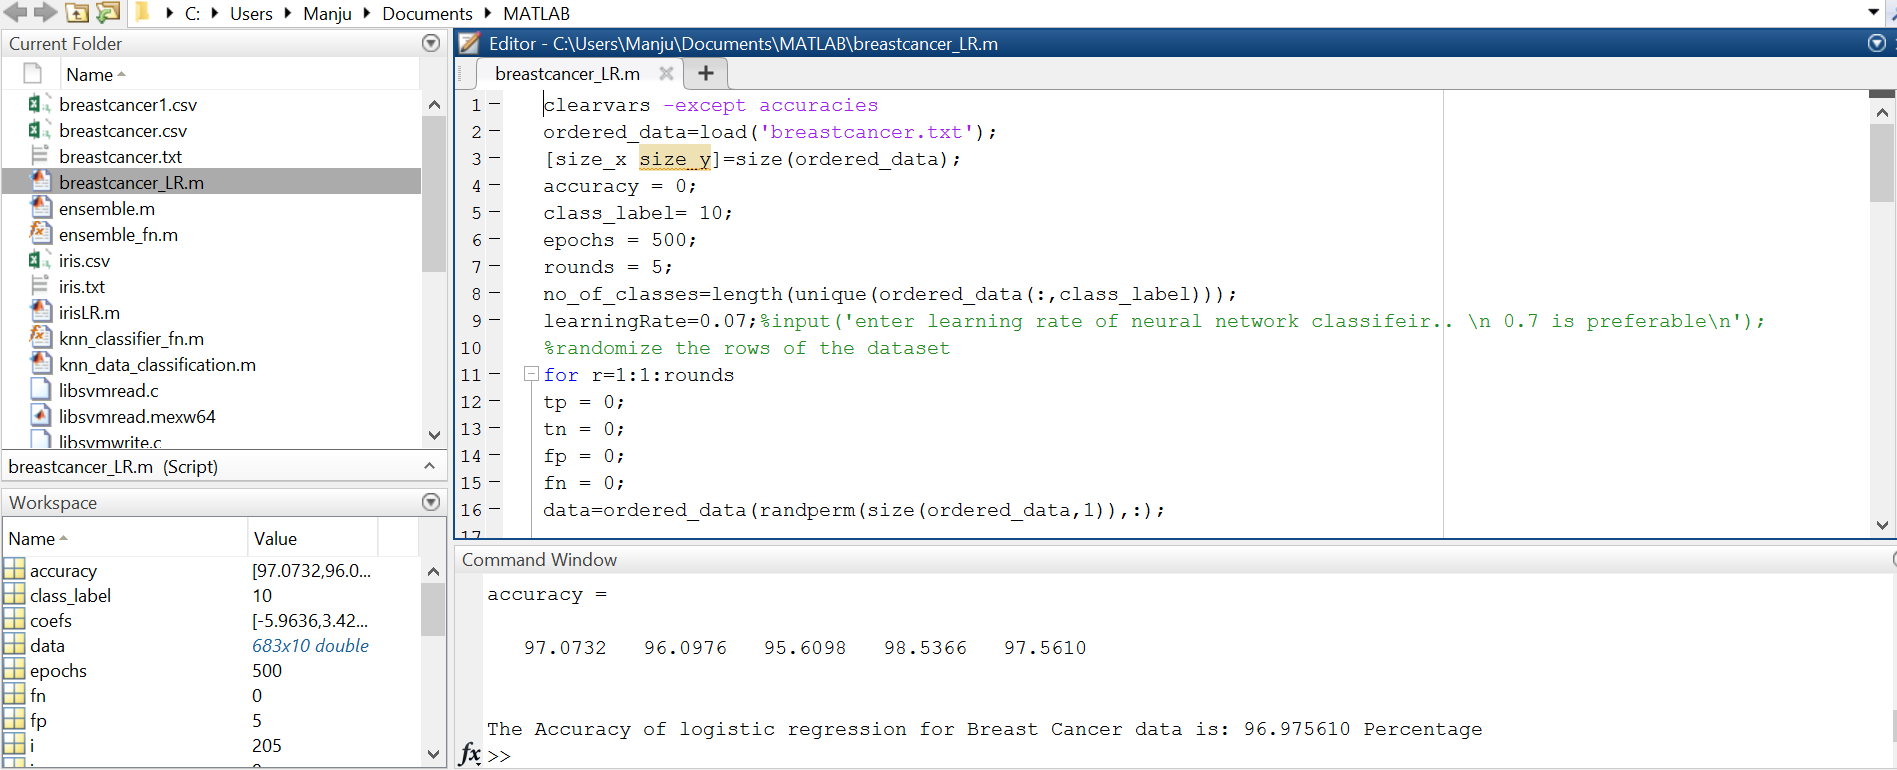 C: Users Manju Documents MATLAB
Current Folder
Name
breastcancer1.csv
breastcancer.csv
breastcancer.txt
breastcancer_LR.m
ensemble.m
ensemble_fn.m
iris.csv
iris.txt
irisLR.m
knn_classifier_fn.m
knn_data_classification.m
libsvmread.c
libsvmread.mexw64
libsvmwrite.c
breastcancer_LR.m (Script)
Workspace
Name Value
accuracy [97.0732,96.0...
class_label 10
coefs [-5.9636,3.42...
data 683x10 double
epochs 500
fn 0
fp 5
i 205
Editor - C:\Users\Manju\Documents\MATLAB\breastcancer_LR.m
breastcancer_LR.m
1 clearvars -except accuracies
2 ordered_data=load('breastcancer.txt');
3 [size_x size_y]=size(ordered_data);
4 accuracy = 0;
5 class_label= 10;
6 epochs = 500;
7 rounds = 5;
8 no_of_classes=length(unique(ordered_data(:,class_label)));
9 learningRate=0.07;%input('enter learning rate of neural network classifeir.. \n 0.7 is preferable\n');
10 %randomize the rows of the dataset
11 for r=1:1:rounds
12 tp = 0;
13 tn = 0;
14 fp = 0;
15 fn = 0;
16 data=ordered_data(randperm(size(ordered_data,1)),:);
17
Command Window
accuracy =
97.0732 96.0976 95.6098 98.5366 97.5610
The Accuracy of logistic regression for Breast Cancer data is: 96.975610 Percentage
fx >>